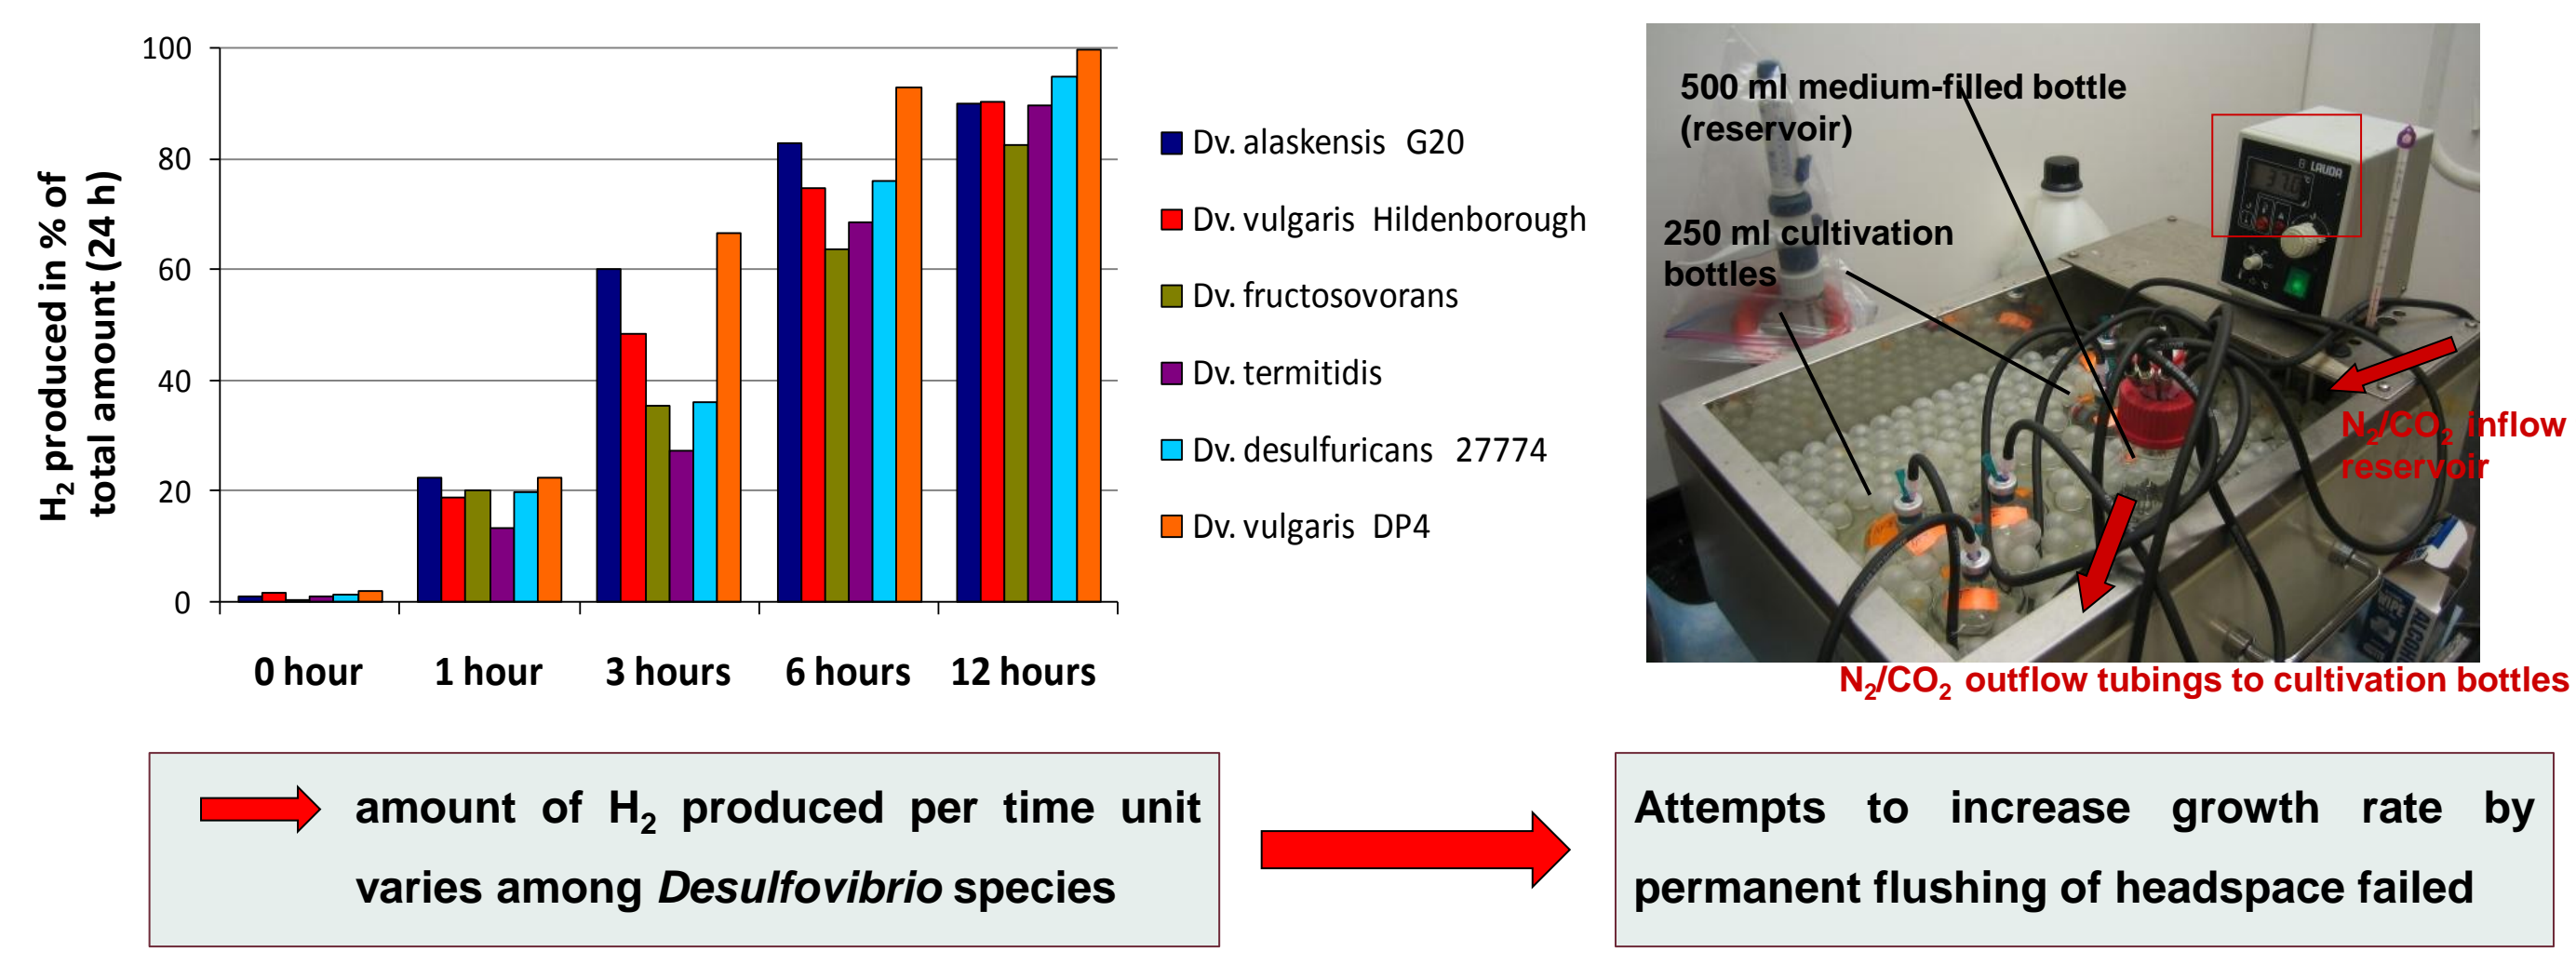 H₂ produced in % of
total amount (24 h)
100
80
60
40
20
0
0 hour
1 hour
3 hours
6 hours
12 hours
Dv. alaskensis G20
Dv. vulgaris Hildenborough
Dv. fructosovorans
Dv. termitidis
Dv. desulfuricans 27774
Dv. vulgaris DP4
500 ml medium-filled bottle
(reservoir)
250 ml cultivation
bottles
LAUDA
37.0
WIPE
N₂/CO₂ inflow
reservoir
N₂/CO₂ outflow tubings to cultivation bottles
amount of H₂ produced per time unit
varies among Desulfovibrio species
Attempts to increase growth rate by
permanent flushing of headspace failed